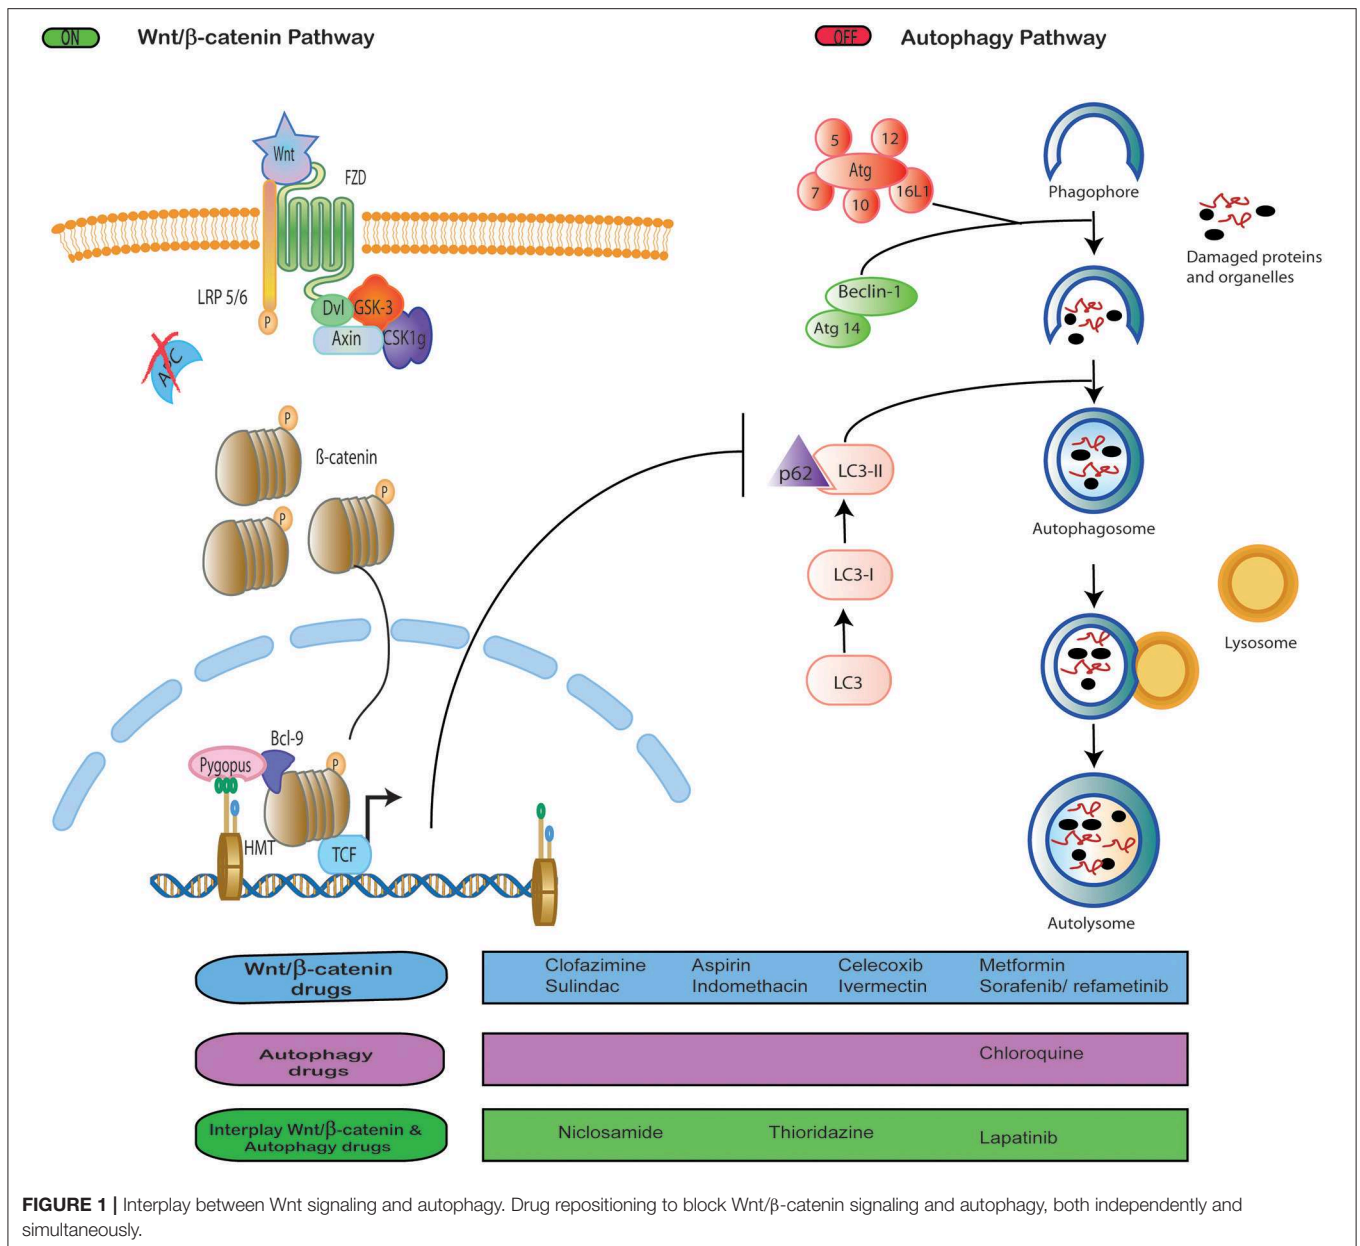 ON
Wnt/β-catenin Pathway
OFF
Autophagy Pathway
Wnt
FZD
LRP 5/6
P
Dvl
GSK-3
Axin
CSK1g
APC
P
ß-catenin
P
P
Bcl-9
Pygopus
P
HMT
TCF
5
12
Atg
7
10
16L1
Phagophore
Damaged proteins
and organelles
Beclin-1
Atg 14
p62
LC3-II
Autophagosome
LC3-I
Lysosome
LC3
Autolysome
Wnt/β-catenin
drugs
Clofazimine Aspirin Celecoxib Metformin
Sulindac Indomethacin Ivermectin Sorafenib/ refametinib
Autophagy
drugs
Chloroquine
Interplay Wnt/β-catenin &
Autophagy drugs
Niclosamide Thioridazine Lapatinib
FIGURE 1 | Interplay between Wnt signaling and autophagy. Drug repositioning to block Wnt/β-catenin signaling and autophagy, both independently and
simultaneously.